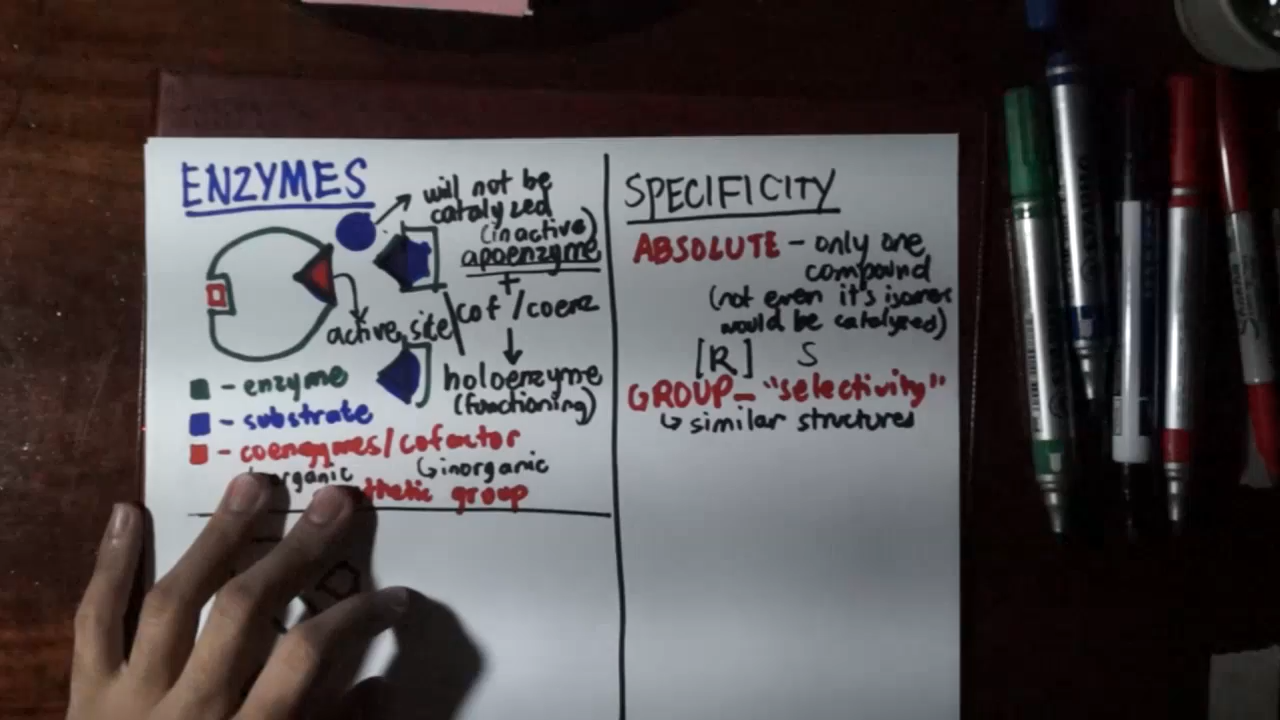 ENZYMES
will not be
catalyzed
(inactive)
apoenzyme
+
cof/coenz
active site
holoenzyme
(functioning)
- enzyme
- substrate
- coenzymes/cofactor
organic
↳inorganic
group
SPECIFICITY
ABSOLUTE - only one
compound
(not even it's isomer
would be catalyzed)
[R] S
GROUP - "selectivity"
↳ similar structures